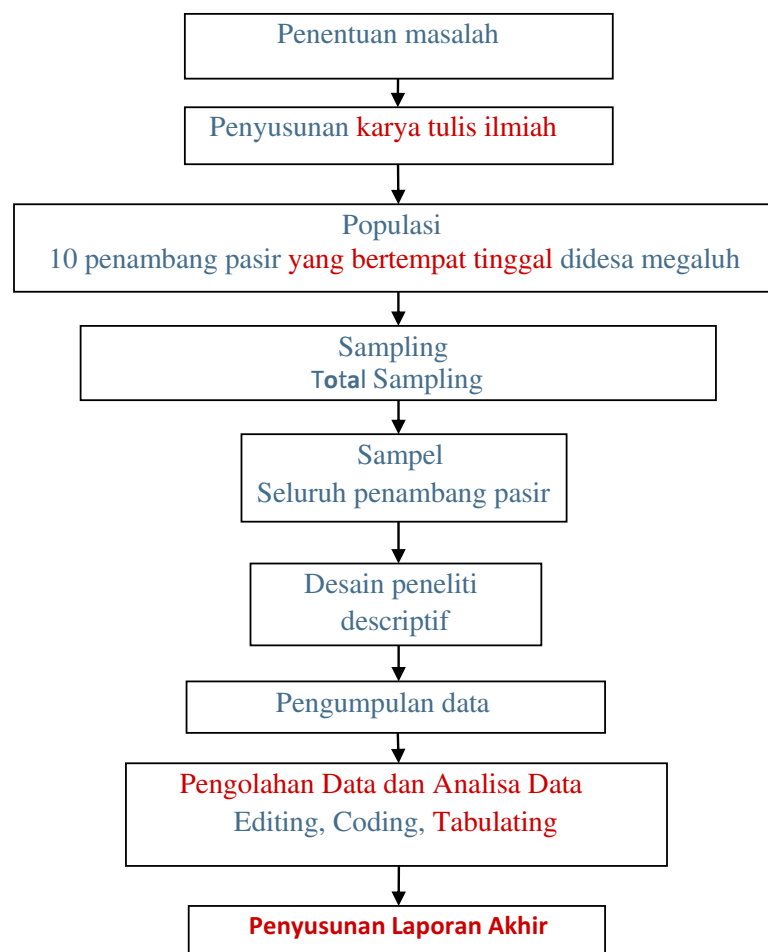 Penentuan masalah
Penyusunan karya tulis ilmiah
Populasi
10 penambang pasir yang bertempat tinggal didesa megaluh
Sampling
Total Sampling
Sampel
Seluruh penambang pasir
Desain peneliti
descriptif
Pengumpulan data
Pengolahan Data dan Analisa Data
Editing, Coding, Tabulating
Penyusunan Laporan Akhir